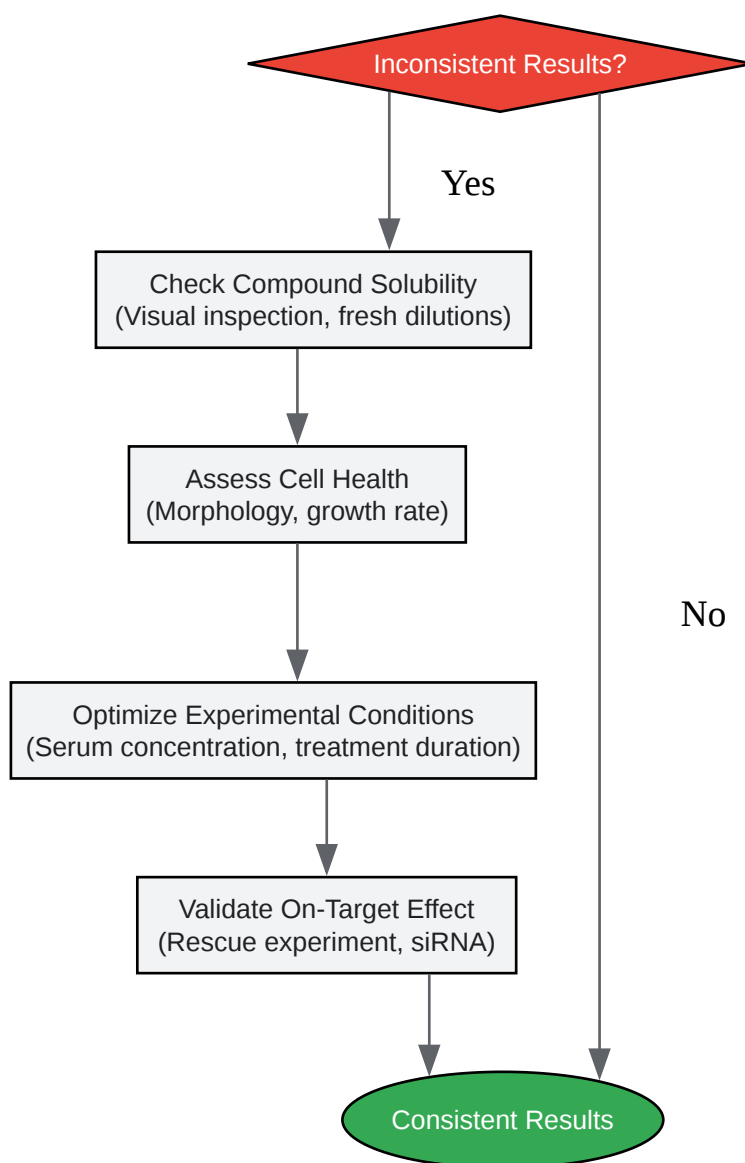 Inconsistent Results?
Yes
Check Compound Solubility
(Visual inspection, fresh dilutions)
Assess Cell Health
(Morphology, growth rate)
No
Optimize Experimental Conditions
(Serum concentration, treatment duration)
Validate On-Target Effect
(Rescue experiment, siRNA)
Consistent Results